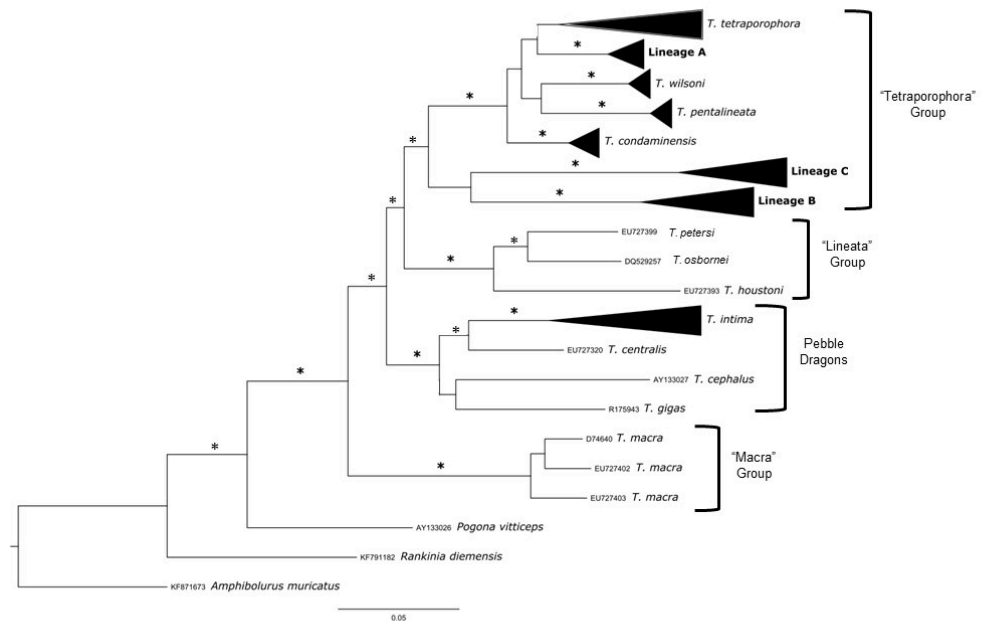 T. tetraporophora
*
Lineage A
*
T. wilsoni
*
*
T. pentalineata
"Tetraporophora"
Group
*
T. condaminensis
*
*
Lineage C
*
Lineage B
*
EU727399 T. petersi
*
DQ529257 T. osbornei
*
EU727393 T. houstoni
"Lineata"
Group
*
*
T. intima
*
EU727320 T. centralis
*
AY133027 T. cephalus
R175943 T. gigas
Pebble
Dragons
*
D74640 T. macra
*
EU727402 T. macra
EU727403 T. macra
"Macra"
Group
*
AY133026 Pogona vitticeps
KF791182 Rankinia diemensis
KF871673 Amphibolurus muricatus
0.05